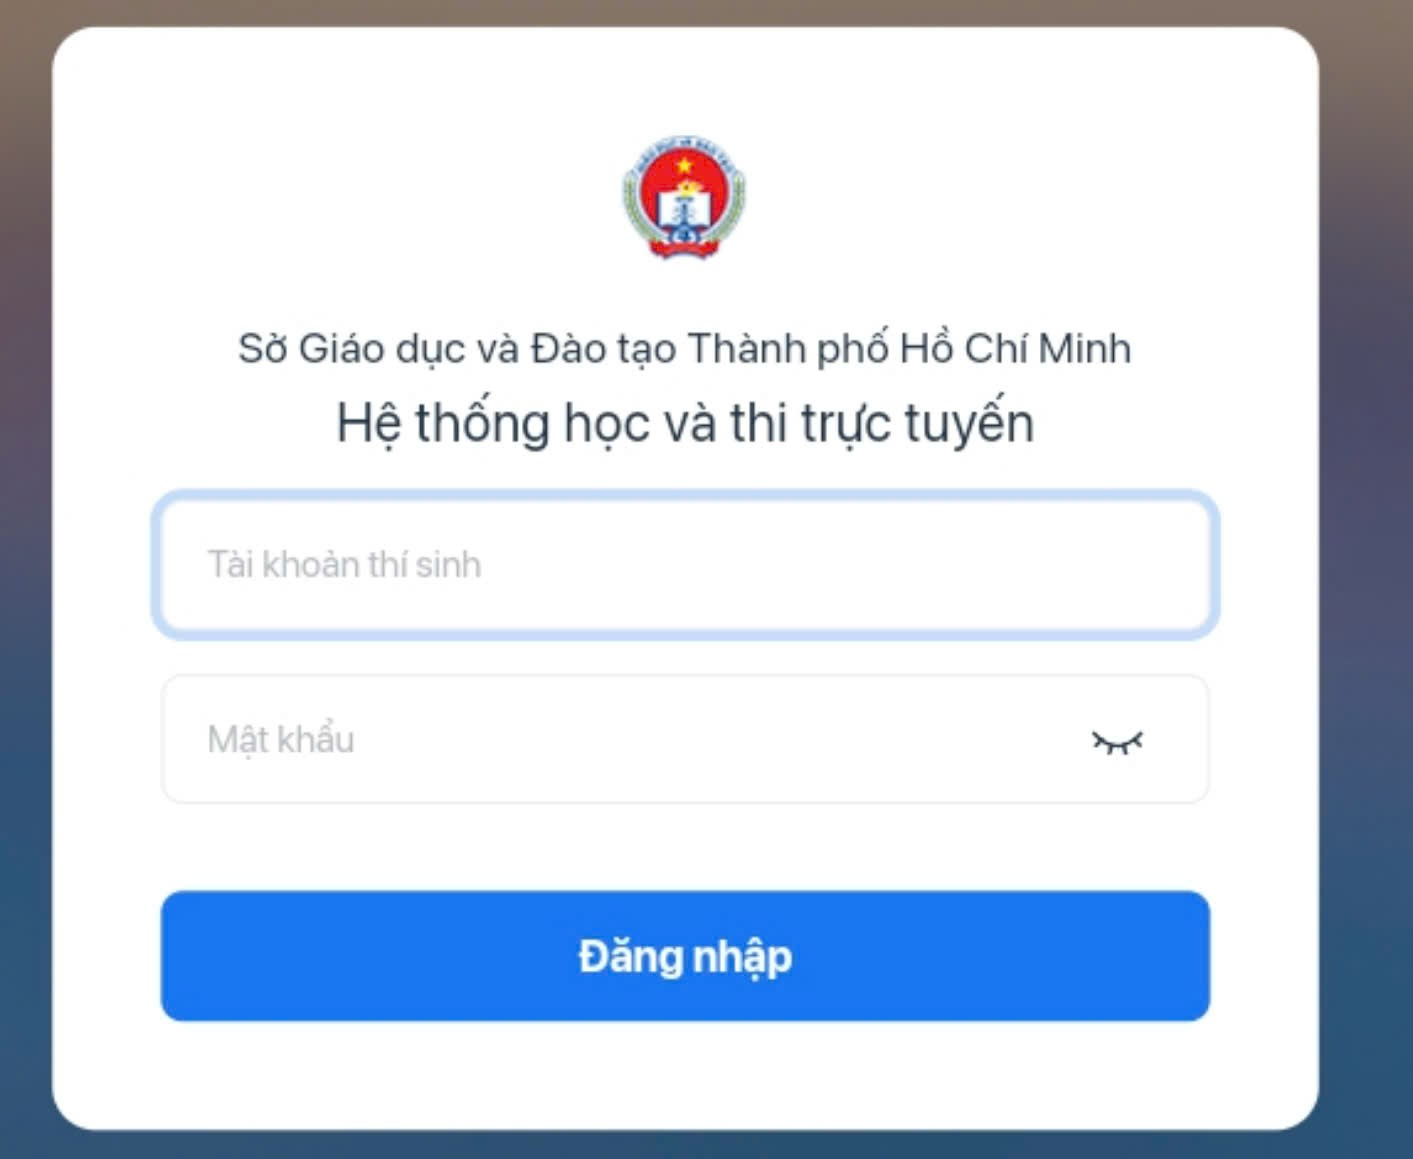 Sở Giáo dục và Đào tạo Thành phố Hồ Chí Minh
Hệ thống học và thi trực tuyến
Tài khoản thí sinh
Mật khẩu
Đăng nhập